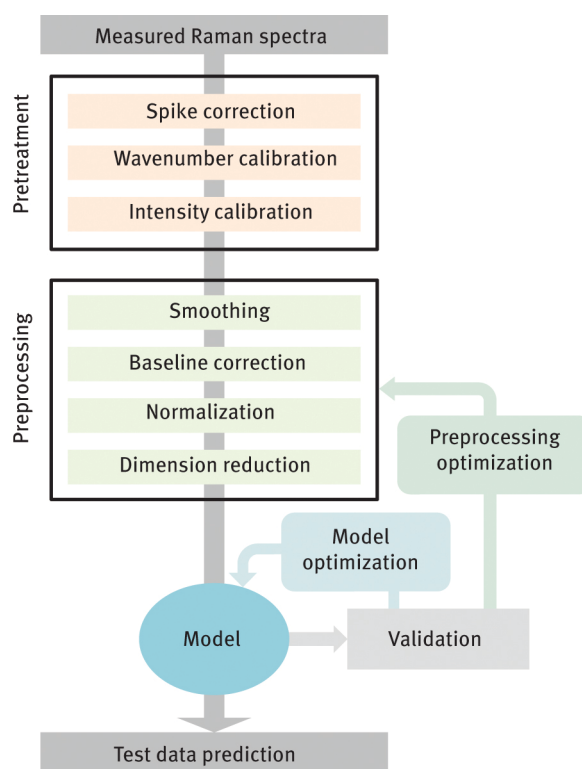 Measured Raman spectra
Pretreatment
Spike correction
Wavenumber calibration
Intensity calibration
Preprocessing
Smoothing
Baseline correction
Normalization
Dimension reduction
Preprocessing
optimization
Model
optimization
Model
Validation
Test data prediction